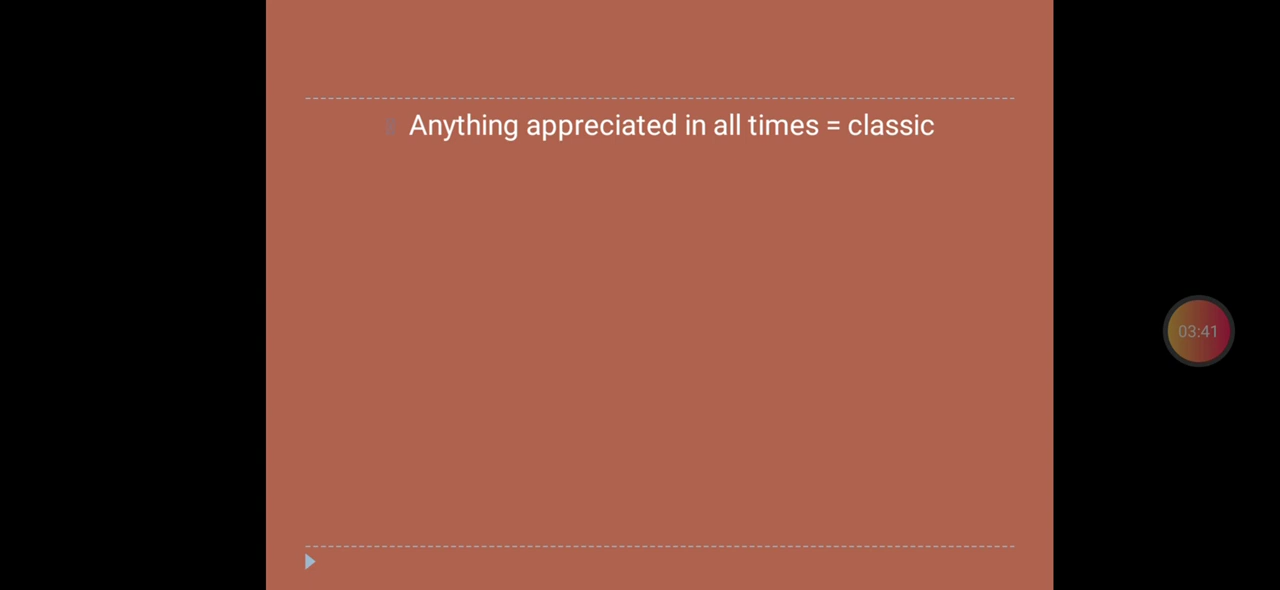 Anything appreciated in all times = classic
03:41